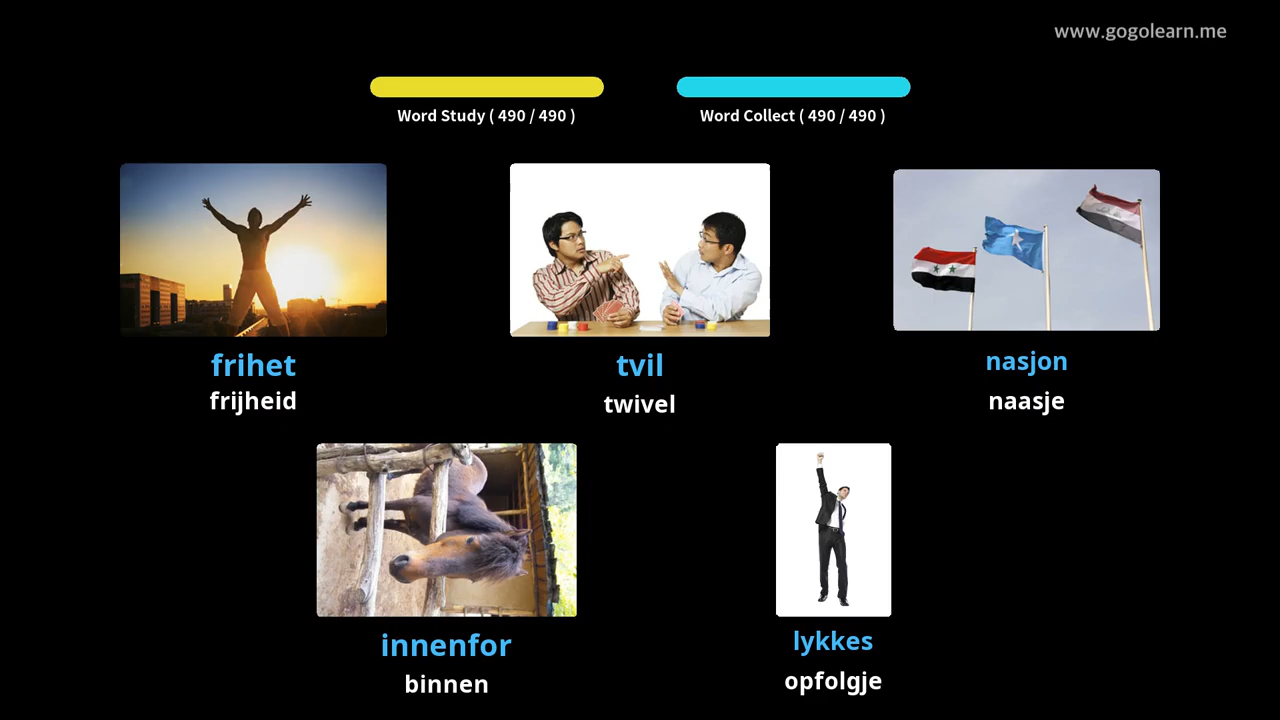 www.gogolearn.me
Word Study ( 490 / 490 )
Word Collect ( 490 / 490 )
frihet
frijheid
tvil
twivel
nasjon
naasje
innenfor
binnen
lykkes
opfolgje